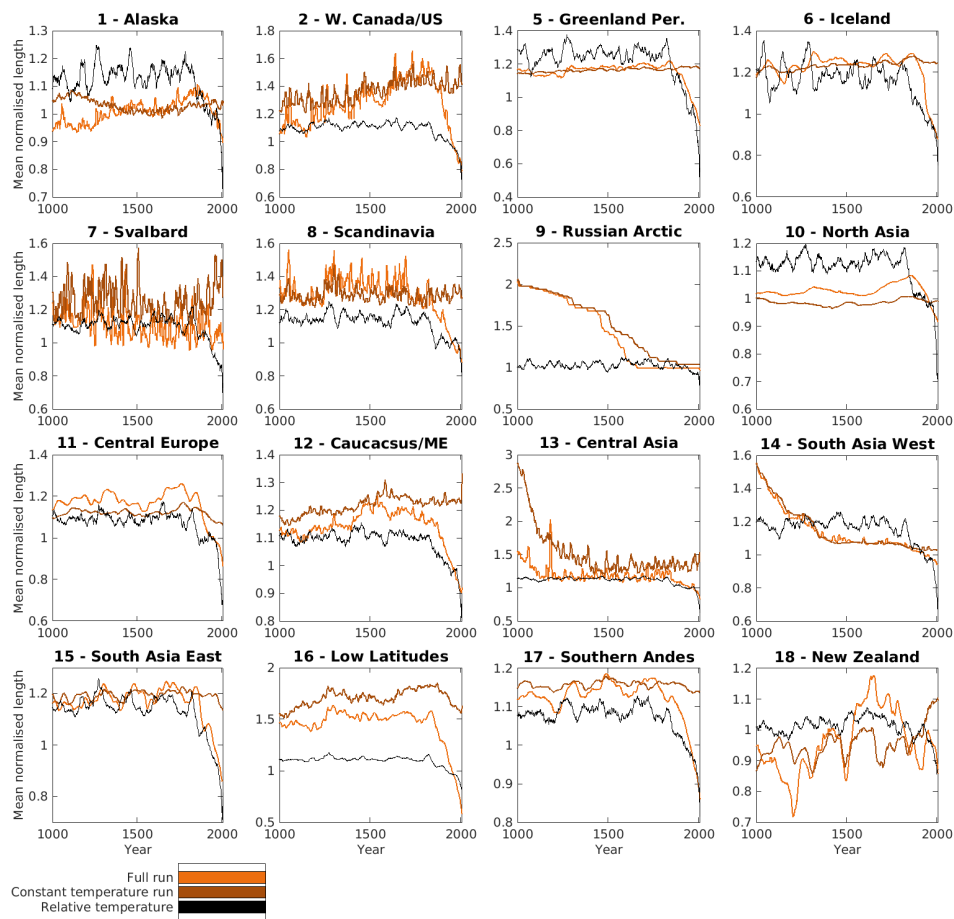 1 - Alaska 2 - W. Canada/US 5 - Greenland Per. 6 - Iceland
Mean normalised length
1.3 1.2 1.1 1 0.9 0.8 0.7
1000 1500 2000
1.8 1.6 1.4 1.2 1 0.8 0.6
1000 1500 2000
1.4 1.2 1 0.8 0.6 0.4
1000 1500 2000
1.4 1.2 1 0.8 0.6
1000 1500 2000
7 - Svalbard 8 - Scandinavia 9 - Russian Arctic 10 - North Asia
Mean normalised length
1.6 1.4 1.2 1 0.8 0.6
1000 1500 2000
1.6 1.4 1.2 1 0.8 0.6
1000 1500 2000
2.5 2 1.5 1 0.5
1000 1500 2000
1.2 1.1 1 0.9 0.8 0.7 0.6
1000 1500 2000
11 - Central Europe 12 - Caucacsus/ME 13 - Central Asia 14 - South Asia West
Mean normalised length
1.4 1.2 1 0.8 0.6
1000 1500 2000
1.4 1.3 1.2 1.1 1 0.9 0.8
1000 1500 2000
3 2.5 2 1.5 1 0.5
1000 1500 2000
1.6 1.4 1.2 1 0.8 0.6
1000 1500 2000
15 - South Asia East 16 - Low Latitudes 17 - Southern Andes 18 - New Zealand
Mean normalised length
1.2 1 0.8
1000 1500 2000
Year
2 1.5 1 0.5
1000 1500 2000
Year
1.2 1.1 1 0.9 0.8
1000 1500 2000
Year
1.2 1.1 1 0.9 0.8 0.7
1000 1500 2000
Year
Full run
Constant temperature run
Relative temperature